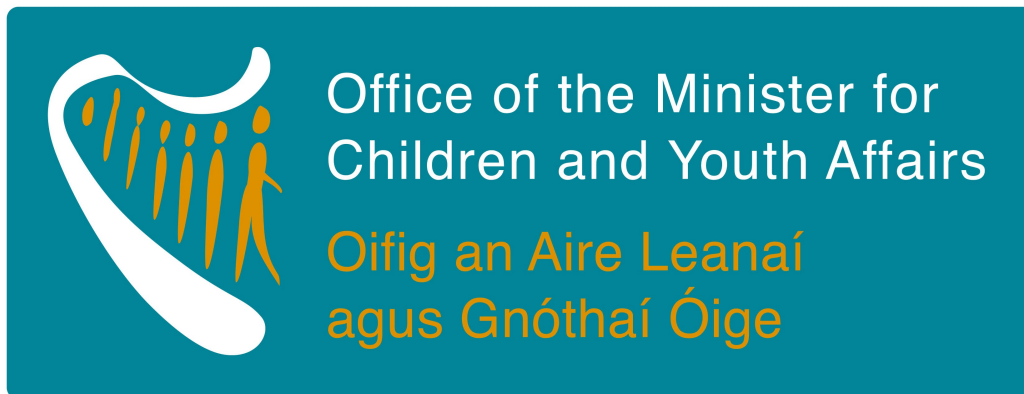 Office of the Minister for
Children and Youth Affairs
Oifig an Aire Leanaí
agus Gnóthaí Óige